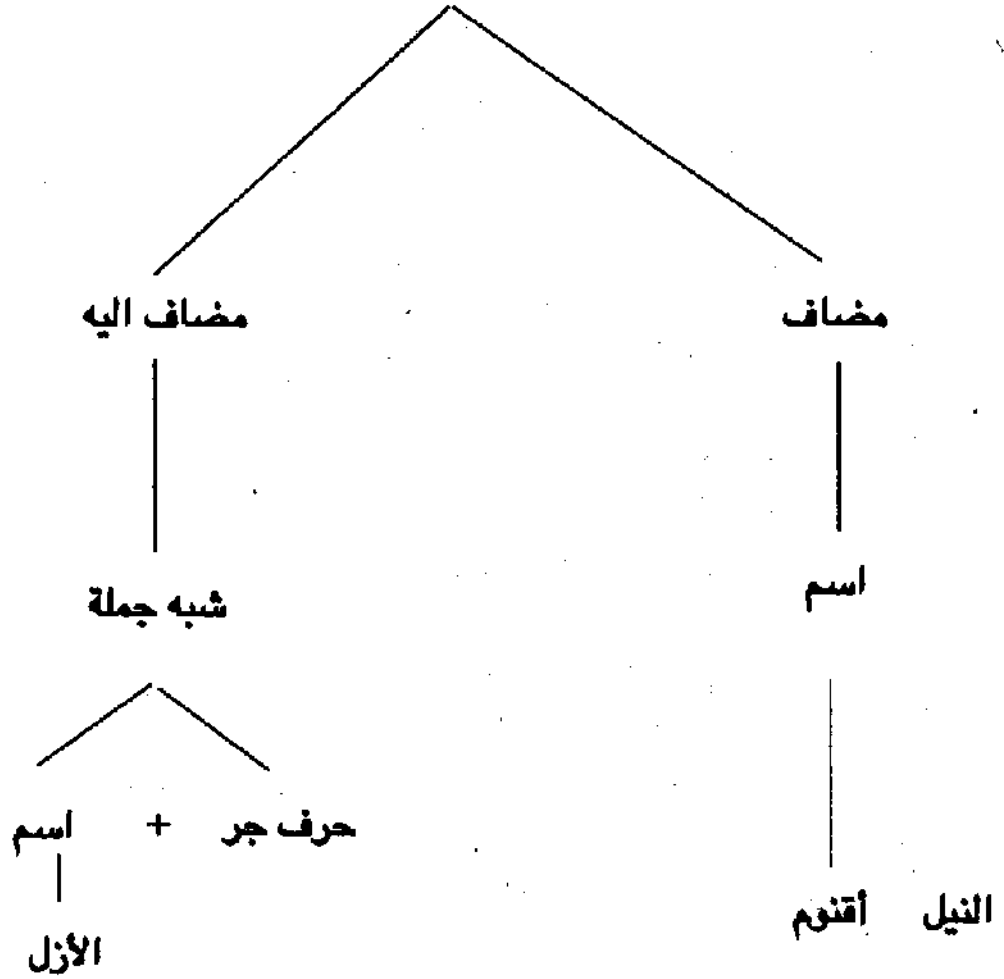 مضاف مضاف اليه
اسم
شبه جملة
حرف جر + اسم
النيل أقنوم
الأزل